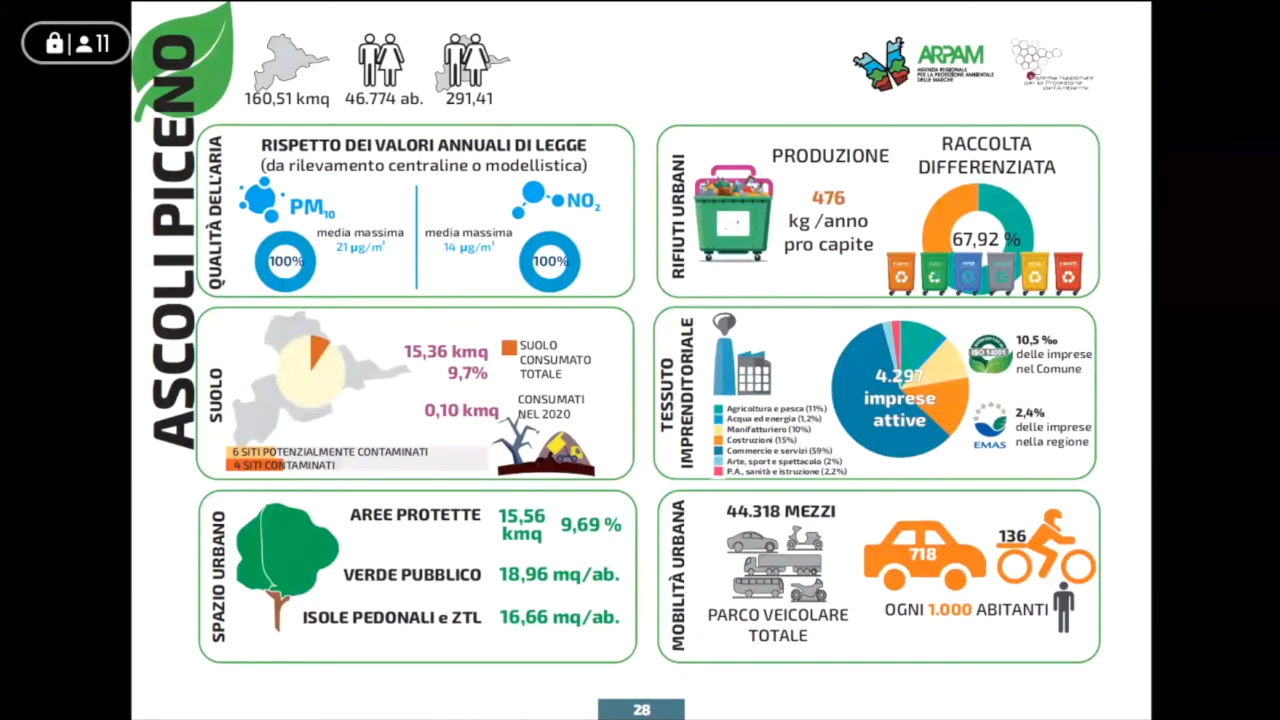 11
ASCOLI PICENO
160,51 kmq
46.774 ab.
291,41
ARPAM
AGENZIA REGIONALE
PER LA PROTEZIONE AMBIENTALE
DELLE MARCHE
Sistema Nazionale
per la Protezione
dell'Ambiente
QUALITÀ DELL'ARIA
RISPETTO DEI VALORI ANNUALI DI LEGGE
(da rilevamento centraline o modellistica)
PM10
media massima
21 µg/m³
100%
NO2
media massima
14 µg/m³
100%
RIFIUTI URBANI
PRODUZIONE
476
kg /anno
pro capite
RACCOLTA
DIFFERENZIATA
67,92 %
SUOLO
15,36 kmq
9,7%
SUOLO
CONSUMATO
TOTALE
0,10 kmq
CONSUMATI
NEL 2020
6 SITI POTENZIALMENTE CONTAMINATI
4 SITI CONTAMINATI
TESSUTO
IMPRENDITORIALE
Agricoltura e pesca (11%)
Acqua ed energia (1,2%)
Manifatturiero (10%)
Costruzioni (15%)
Commercio e servizi (59%)
Arte, sport e spettacolo (2%)
P.A., sanità e istruzione (2,2%)
4.297
imprese
attive
ISO 14001
10,5 ‰
delle imprese
nel Comune
EMAS
2,4%
delle imprese
nella regione
SPAZIO URBANO
AREE PROTETTE
15,56
kmq
9,69 %
VERDE PUBBLICO
18,96 mq/ab.
ISOLE PEDONALI e ZTL
16,66 mq/ab.
MOBILITÀ URBANA
44.318 MEZZI
PARCO VEICOLARE
TOTALE
718
136
OGNI 1.000 ABITANTI
28